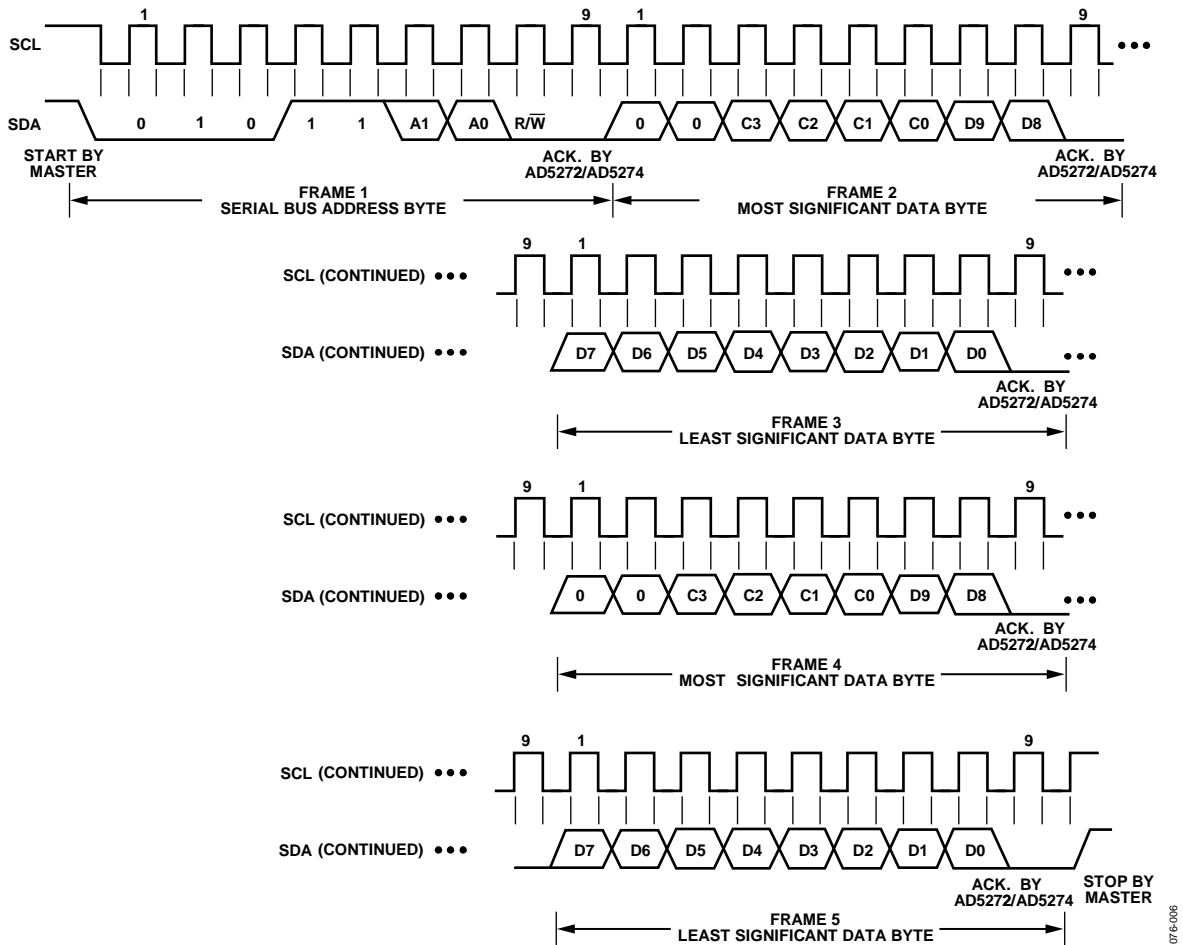 1 9 1 9
SCL
SDA 0 1 0 1 1 A1 A0 R/W̅ 0 0 C3 C2 C1 C0 D9 D8
START BY
MASTER
ACK. BY
AD5272/AD5274
ACK. BY
AD5272/AD5274
FRAME 1
SERIAL BUS ADDRESS BYTE
FRAME 2
MOST SIGNIFICANT DATA BYTE
9 1 9
SCL (CONTINUED)
SDA (CONTINUED) D7 D6 D5 D4 D3 D2 D1 D0
ACK. BY
AD5272/AD5274
FRAME 3
LEAST SIGNIFICANT DATA BYTE
9 1 9
SCL (CONTINUED)
SDA (CONTINUED) 0 0 C3 C2 C1 C0 D9 D8
ACK. BY
AD5272/AD5274
FRAME 4
MOST SIGNIFICANT DATA BYTE
9 1 9
SCL (CONTINUED)
SDA (CONTINUED) D7 D6 D5 D4 D3 D2 D1 D0
ACK. BY
AD5272/AD5274
STOP BY
MASTER
FRAME 5
LEAST SIGNIFICANT DATA BYTE
076-006